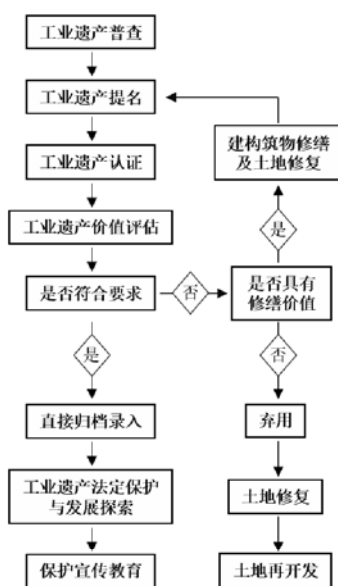 工业遗产普查
工业遗产提名
工业遗产认证
工业遗产价值评估
是否符合要求
否
是否具有
修缮价值
是
建构筑物修缮
及土地修复
是
直接归档录入
工业遗产法定保护
与发展探索
保护宣传教育
否
弃用
土地修复
土地再开发